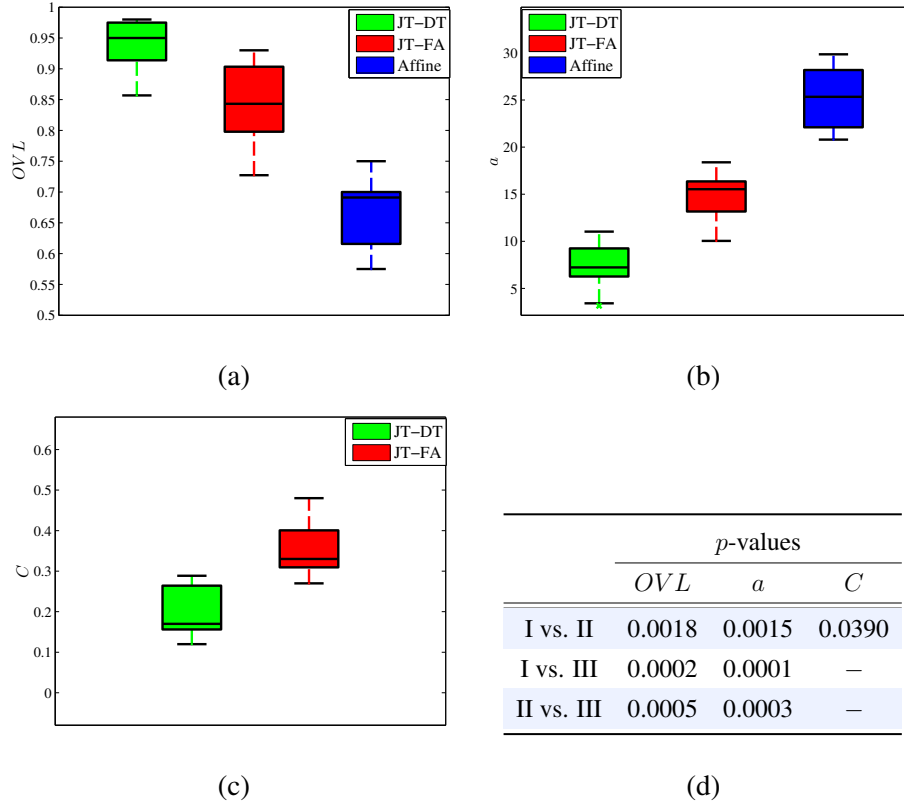 1
0.95
0.9
0.85
0.8
0.75
0.7
0.65
0.6
0.55
0.5
OVL
JT−DT
JT−FA
Affine
(a)
30
25
20
15
10
5
a
JT−DT
JT−FA
Affine
(b)
0.6
0.5
0.4
0.3
0.2
0.1
0
C
JT−DT
JT−FA
(c)
p-values
OVL a C
I vs. II 0.0018 0.0015 0.0390
I vs. III 0.0002 0.0001 −
II vs. III 0.0005 0.0003 −
(d)